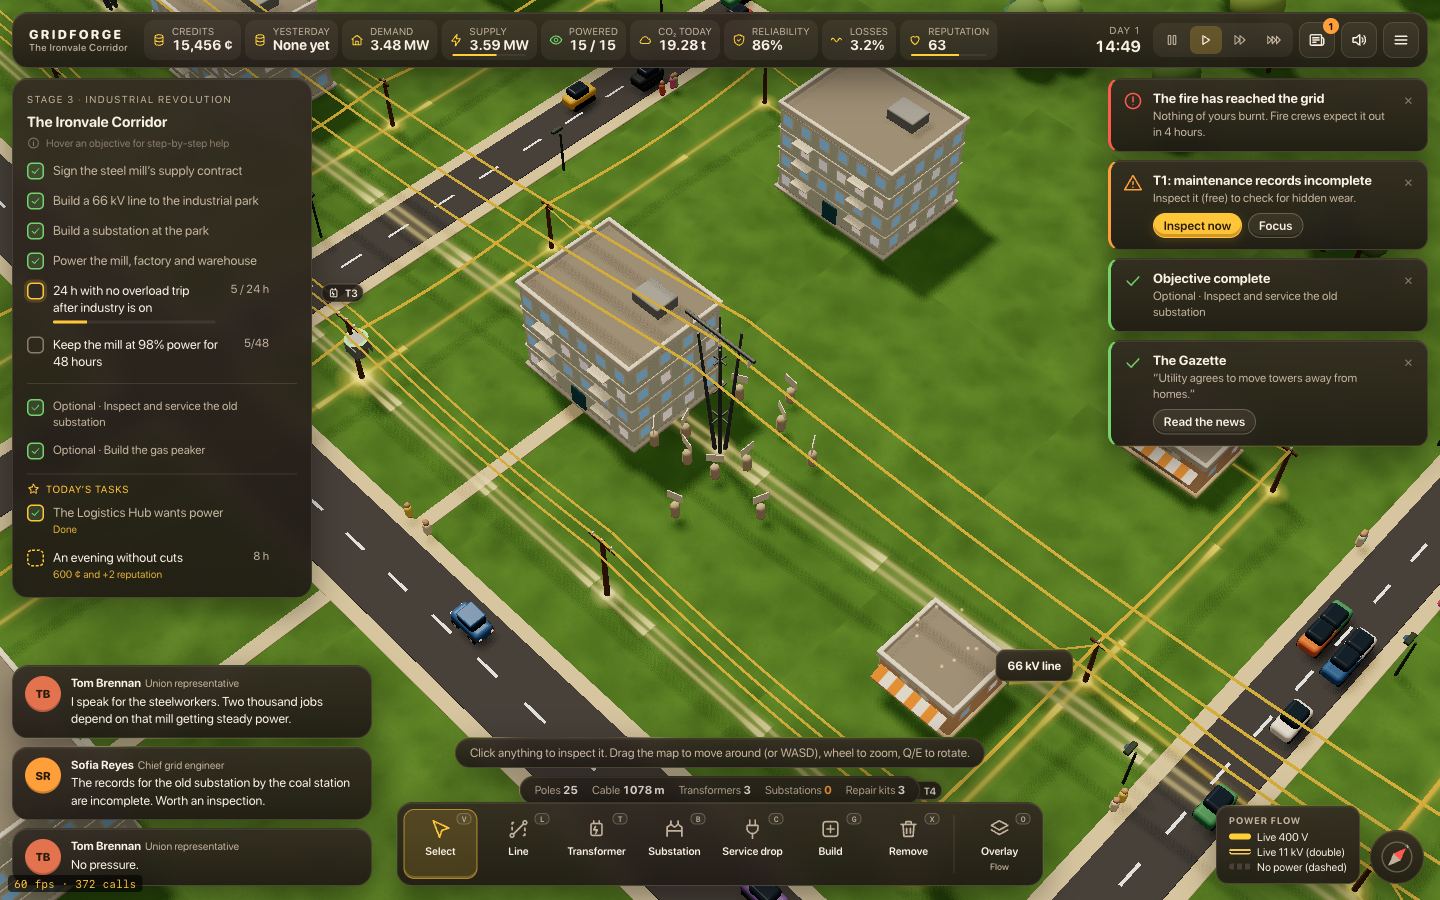 GRIDFORGE
The Ironvale Corridor
CREDITS
15,456 ¢
YESTERDAY
None yet
DEMAND
3.48 MW
SUPPLY
3.59 MW
POWERED
15 / 15
CO₂ TODAY
19.28 t
RELIABILITY
86%
LOSSES
3.2%
REPUTATION
63
DAY 1
14:49
1
STAGE 3 · INDUSTRIAL REVOLUTION
The Ironvale Corridor
Hover an objective for step-by-step help
Sign the steel mill's supply contract
Build a 66 kV line to the industrial park
Build a substation at the park
Power the mill, factory and warehouse
24 h with no overload trip
after industry is on
5 / 24 h
Keep the mill at 98% power for
48 hours
5/48
Optional · Inspect and service the old
substation
Optional · Build the gas peaker
TODAY'S TASKS
The Logistics Hub wants power
Done
An evening without cuts
8 h
600 ¢ and +2 reputation
T3
The fire has reached the grid
Nothing of yours burnt. Fire crews expect it out
in 4 hours.
T1: maintenance records incomplete
Inspect it (free) to check for hidden wear.
Inspect now
Focus
Objective complete
Optional · Inspect and service the old
substation
The Gazette
“Utility agrees to move towers away from
homes.”
Read the news
66 kV line
Tom Brennan Union representative
TB
I speak for the steelworkers. Two thousand jobs
depend on that mill getting steady power.
Sofia Reyes Chief grid engineer
SR
The records for the old substation by the coal station
are incomplete. Worth an inspection.
Tom Brennan Union representative
TB
No pressure.
60 fps · 372 calls
Click anything to inspect it. Drag the map to move around (or WASD), wheel to zoom, Q/E to rotate.
Poles 25 Cable 1078 m Transformers 3 Substations 0 Repair kits 3
T4
V
Select
L
Line
T
Transformer
B
Substation
C
Service drop
G
Build
X
Remove
O
Overlay
Flow
POWER FLOW
Live 400 V
Live 11 kV (double)
No power (dashed)